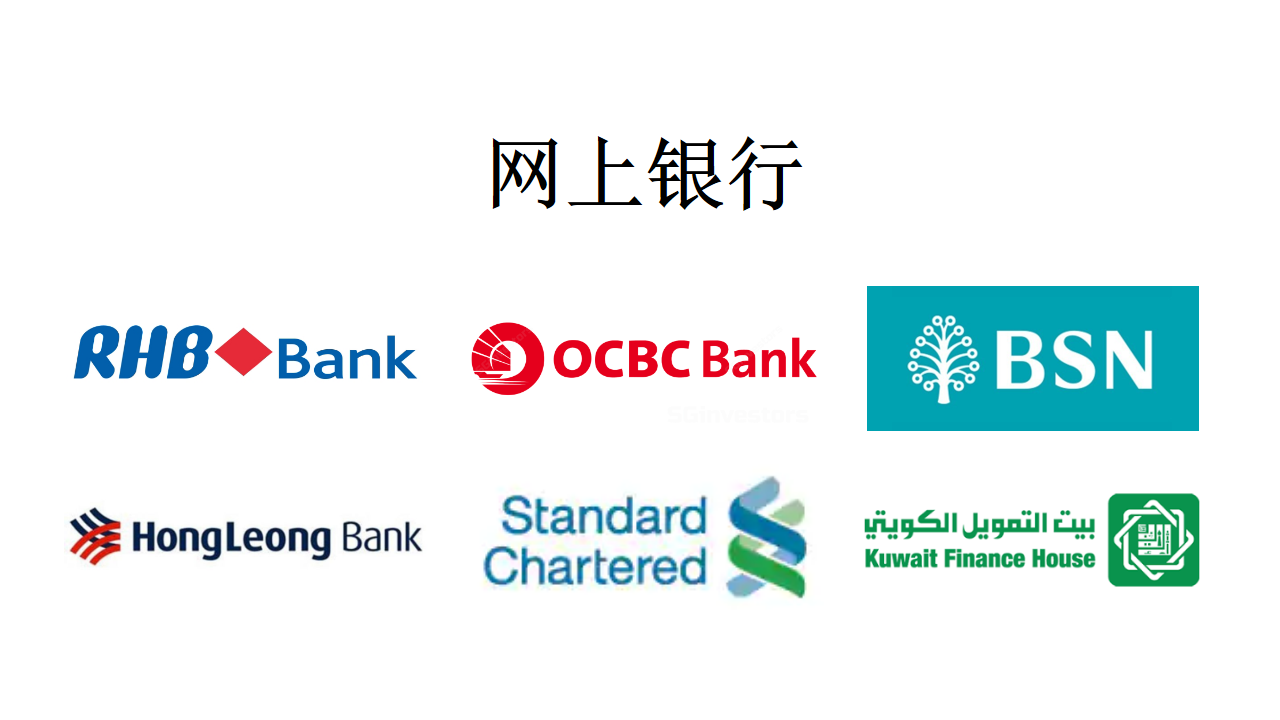 网上银行
RHB Bank
OCBC Bank
SGinvestors
BSN
HongLeong Bank
Standard
Chartered
بيت التمويل الكويتي
Kuwait Finance House